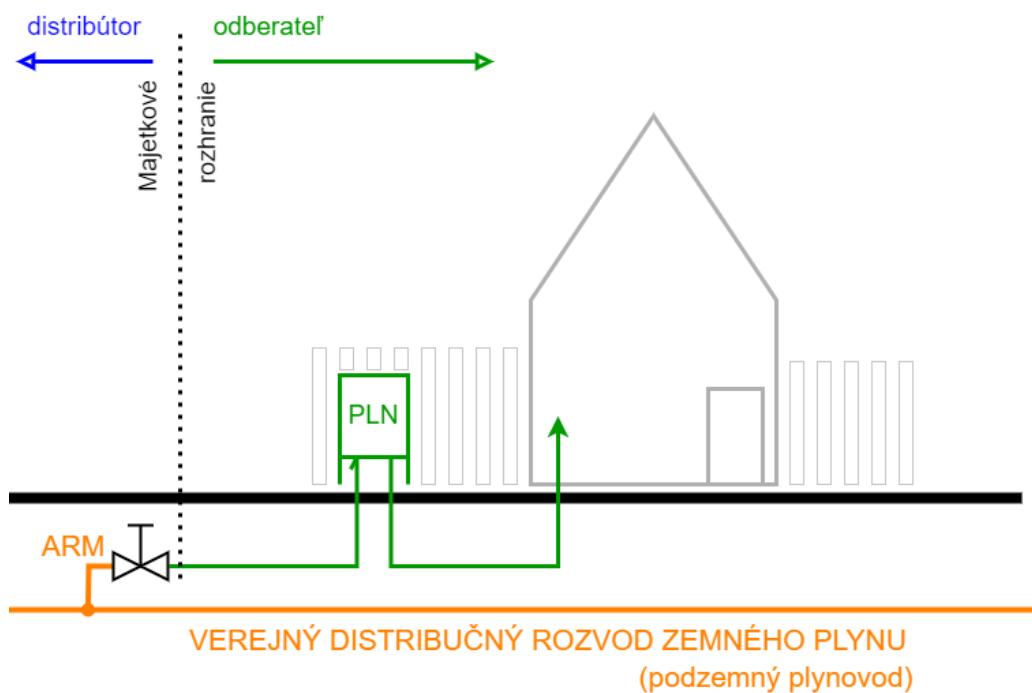 distribútor
odberateľ
Majetkové
rozhranie
PLN
ARM
VEREJNÝ DISTRIBUČNÝ ROZVOD ZEMNÉHO PLYNU
(podzemný plynovod)